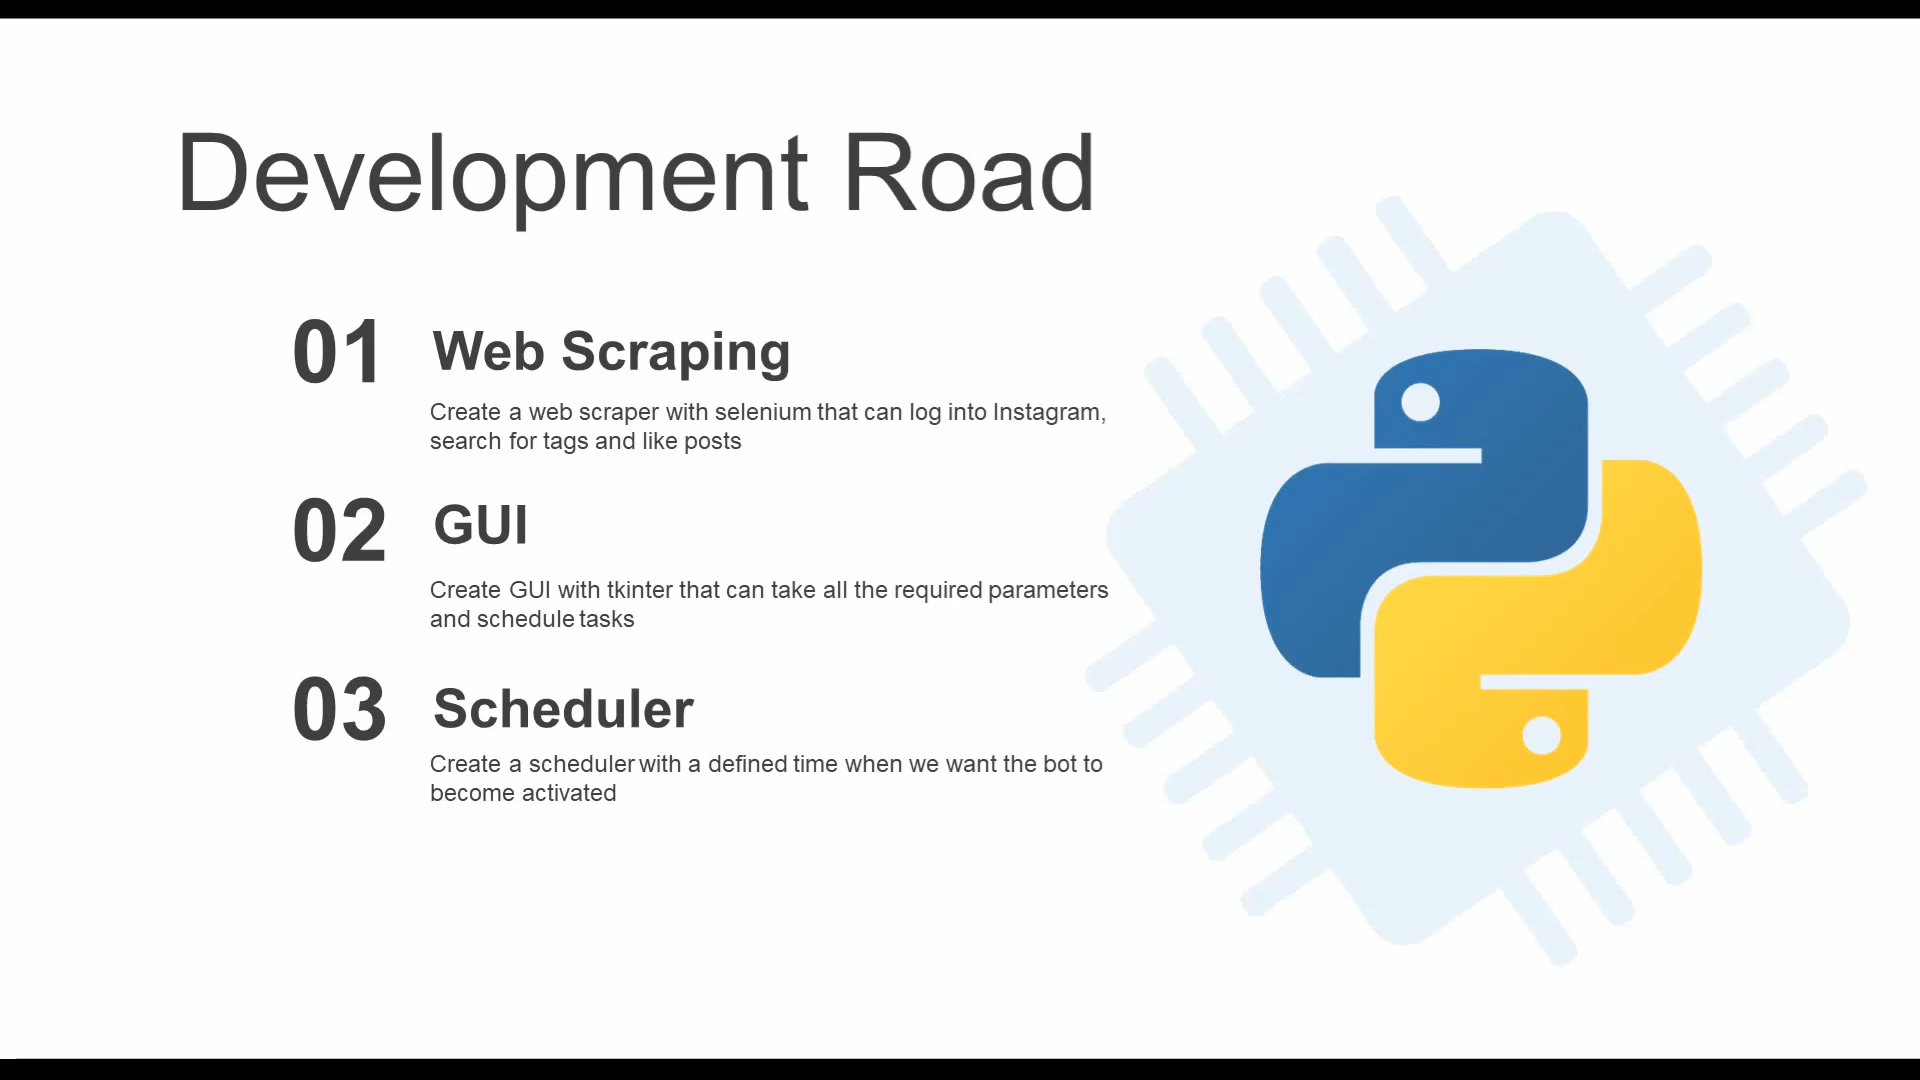 Development Road
01 Web Scraping
Create a web scraper with selenium that can log into Instagram,
search for tags and like posts
02 GUI
Create GUI with tkinter that can take all the required parameters
and schedule tasks
03 Scheduler
Create a scheduler with a defined time when we want the bot to
become activated